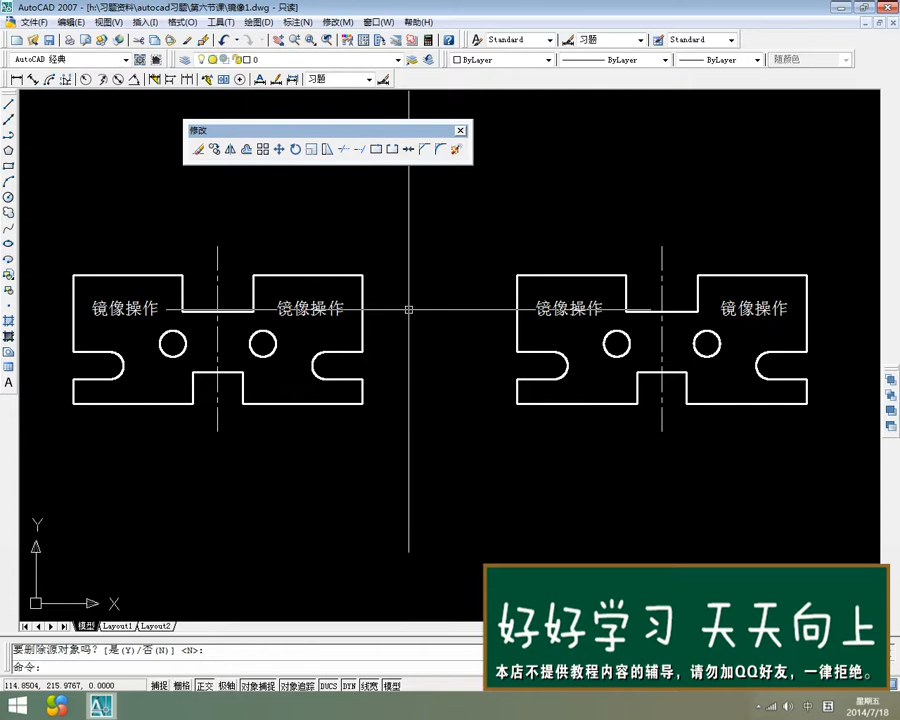 AutoCAD 2007 - [h:\习题资料\autocad习题\第六节课\镜像1.dwg - 只读]
文件(F) 编辑(E) 视图(V) 插入(I) 格式(O) 工具(T) 绘图(D) 标注(N) 修改(M) 窗口(W) 帮助(H)
Standard 习题 Standard
AutoCAD 经典 0 ByLayer ByLayer ByLayer 随颜色
习题
修改
镜像操作 镜像操作 镜像操作 镜像操作
Y
X
模型 Layout1 Layout2
要删除源对象吗? [是(Y)/否(N)] <N>:
命令:
114.8504, 215.9767, 0.0000 捕捉 栅格 正交 极轴 对象捕捉 对象追踪 DUCS DYN 线宽 模型
好好学习 天天向上
本店不提供教程内容的辅导，请勿加QQ好友，一律拒绝。
中 五
星期五
2014/7/18